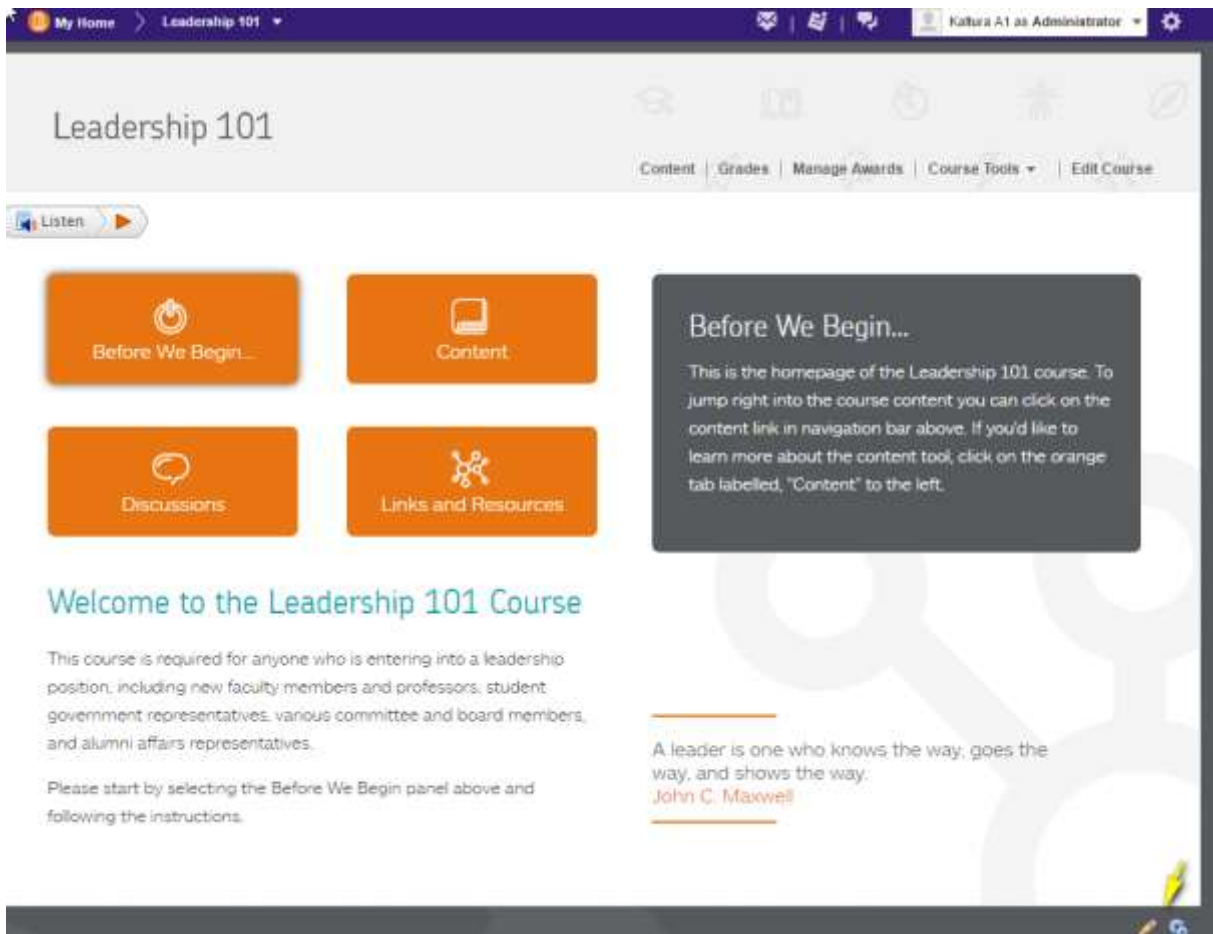 My Home Leadership 101
Kaltura A1 as Administrator
Leadership 101
Content | Grades | Manage Awards | Course Tools | Edit Course
Listen
Before We Begin...
Content
Discussions
Links and Resources
Before We Begin...
This is the homepage of the Leadership 101 course. To
jump right into the course content you can click on the
content link in navigation bar above. If you'd like to
learn more about the content tool, click on the orange
tab labelled, "Content" to the left.
Welcome to the Leadership 101 Course
This course is required for anyone who is entering into a leadership
position, including new faculty members and professors, student
government representatives, various committee and board members,
and alumni affairs representatives.
Please start by selecting the Before We Begin panel above and
following the instructions.
A leader is one who knows the way, goes the
way, and shows the way.
John C. Maxwell